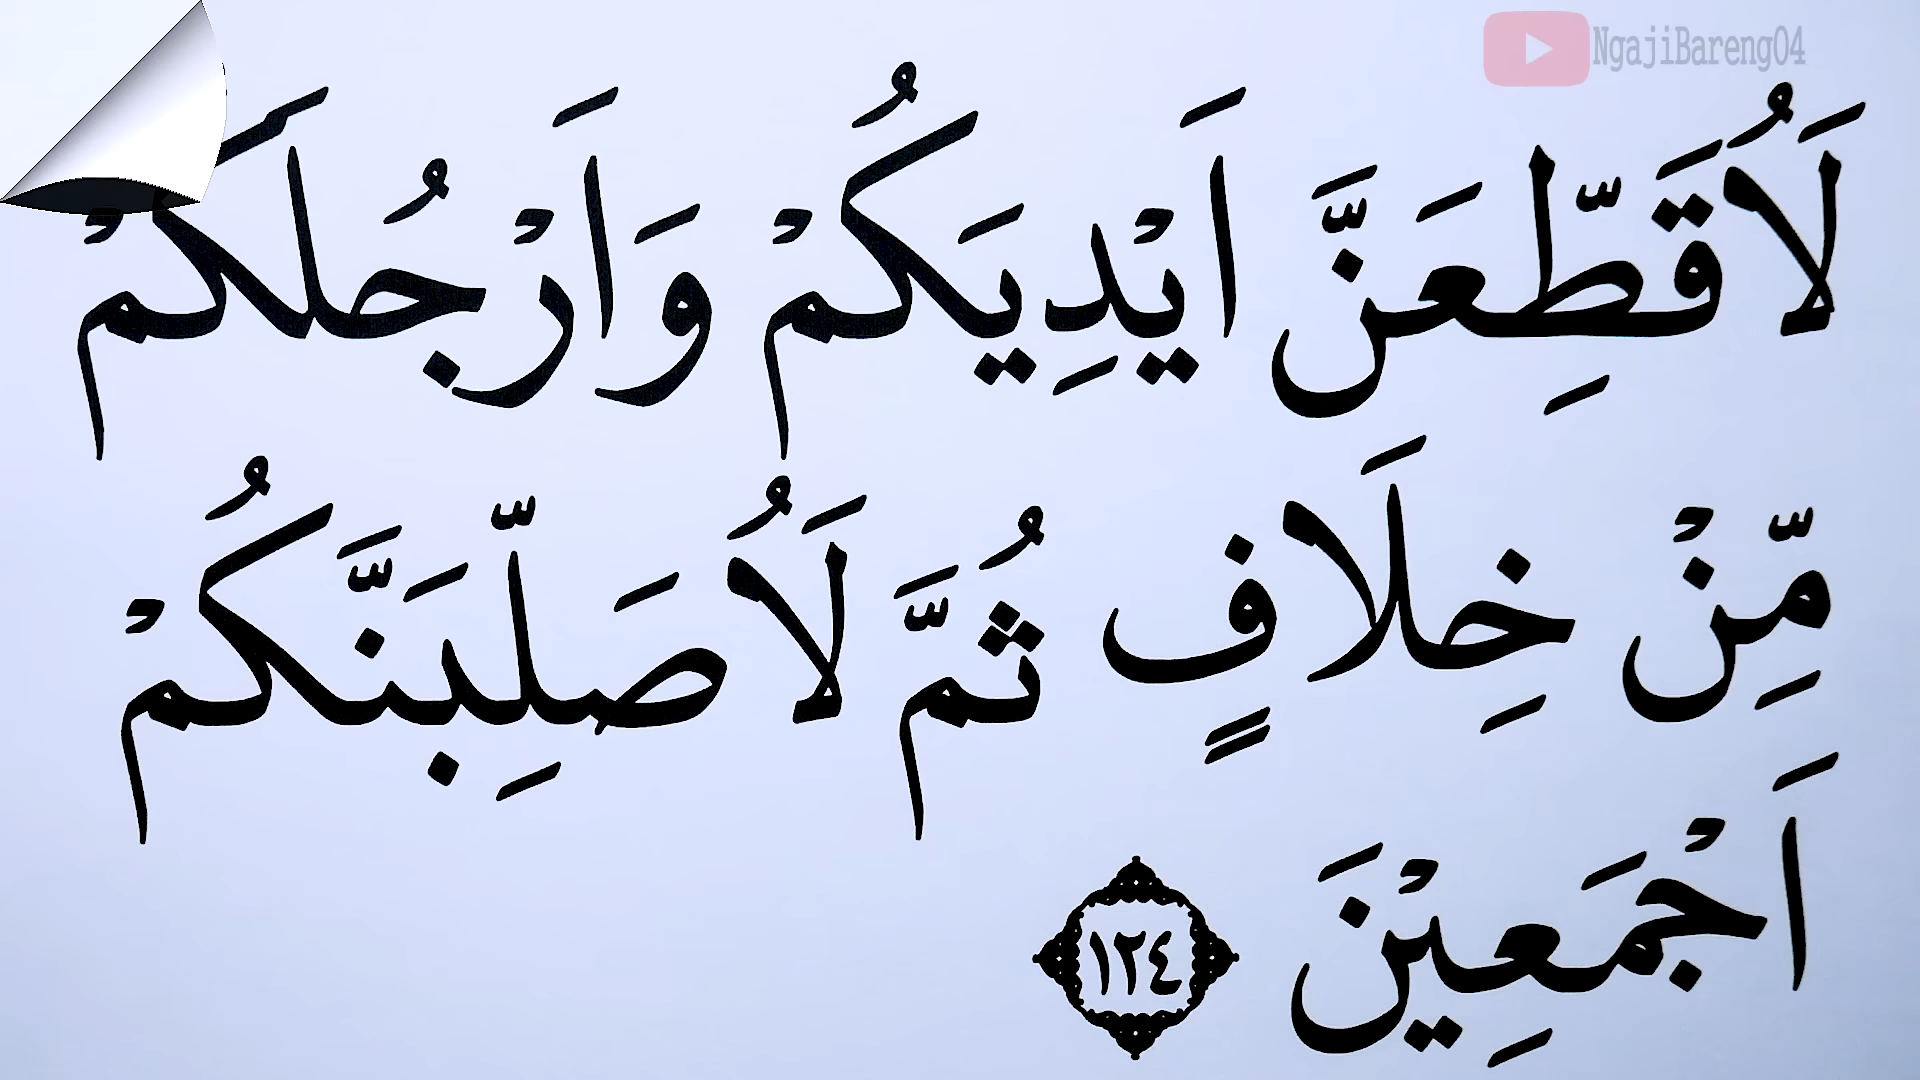 NgajiBareng04
لَاُقَطِّعَنَّ اَيْدِيَكُمْ وَاَرْجُلَكُمْ
مِّنْ خِلَافٍ ثُمَّ لَاُصَلِّبَنَّكُمْ
اَجْمَعِيْنَ ١٢٤